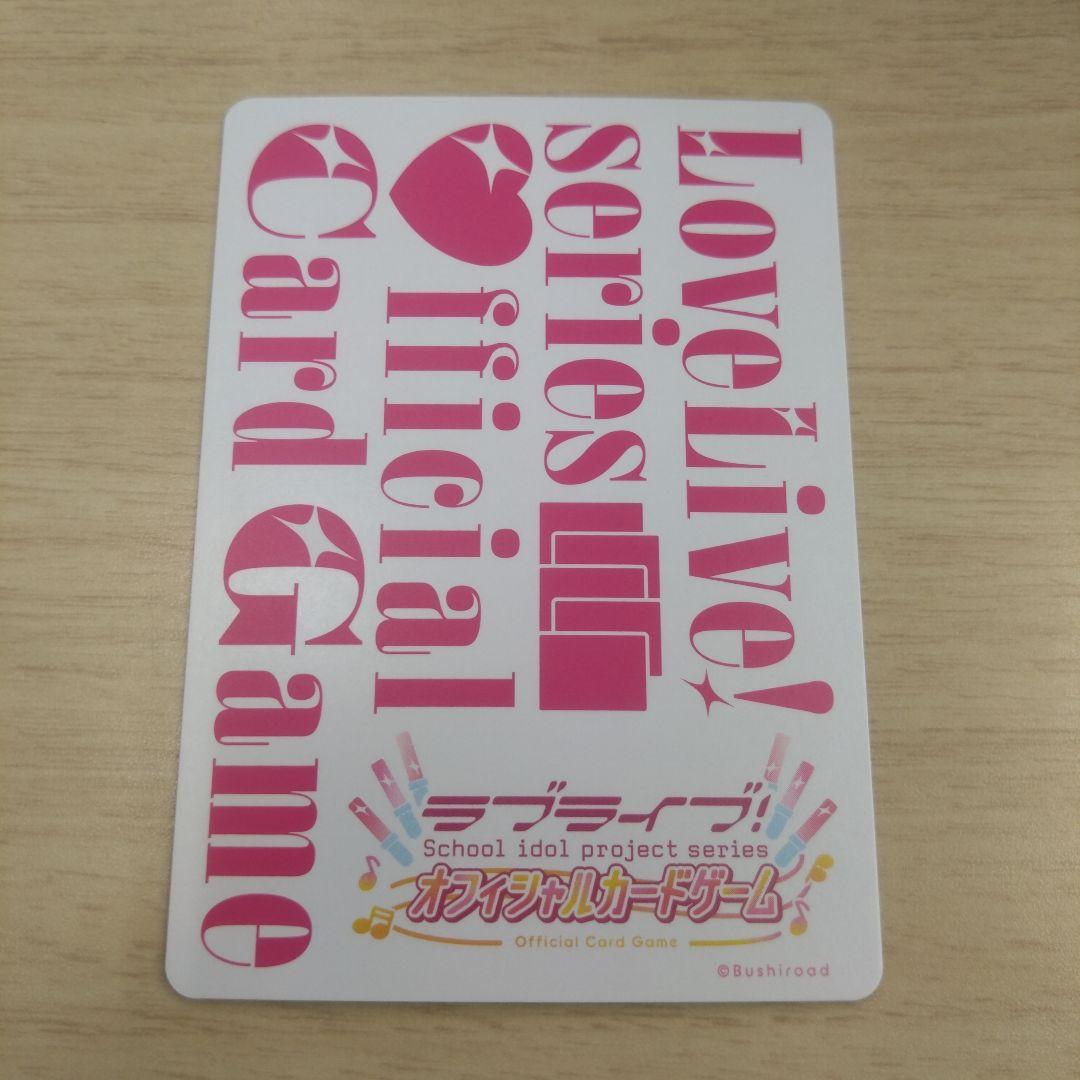 LoveLive!
series
♥fficial
Card Game
ラブライブ!
School idol project series
オフィシャルカードゲーム
Official Card Game
©Bushiroad